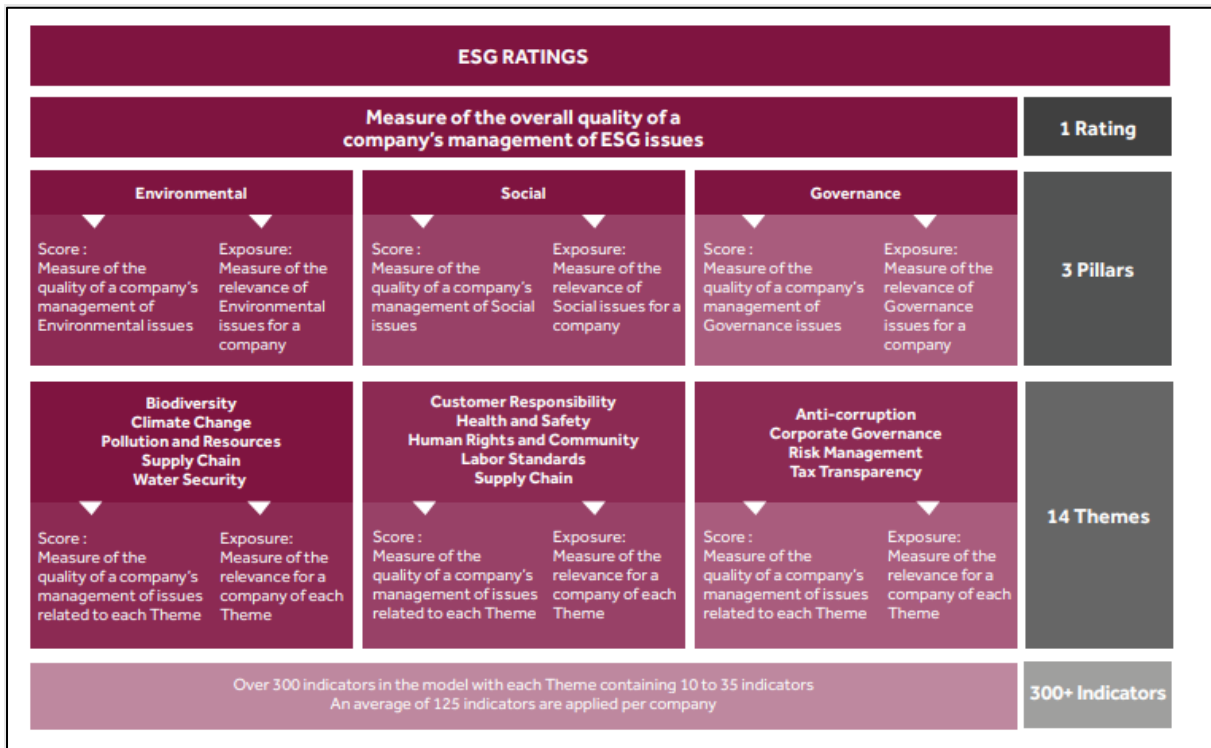 ESG RATINGS
Measure of the overall quality of a
company's management of ESG issues
1 Rating
Environmental
Score :
Measure of the
quality of a company's
management of
Environmental issues
Exposure:
Measure of the
relevance of
Environmental
issues for a
company
Social
Score :
Measure of the
quality of a company's
management of Social
issues
Exposure:
Measure of the
relevance of
Social issues for a
company
Governance
Score :
Measure of the
quality of a company's
management of
Governance issues
Exposure:
Measure of the
relevance of
Governance
issues for a
company
3 Pillars
Biodiversity
Climate Change
Pollution and Resources
Supply Chain
Water Security
Score :
Measure of the
quality of a company's
management of issues
related to each Theme
Exposure:
Measure of the
relevance for a
company of each
Theme
Customer Responsibility
Health and Safety
Human Rights and Community
Labor Standards
Supply Chain
Score :
Measure of the
quality of a company's
management of issues
related to each Theme
Exposure:
Measure of the
relevance for a
company of each
Theme
Anti-corruption
Corporate Governance
Risk Management
Tax Transparency
Score :
Measure of the
quality of a company's
management of issues
related to each Theme
Exposure:
Measure of the
relevance for a
company of each
Theme
14 Themes
Over 300 indicators in the model with each Theme containing 10 to 35 indicators
An average of 125 indicators are applied per company
300+ Indicators